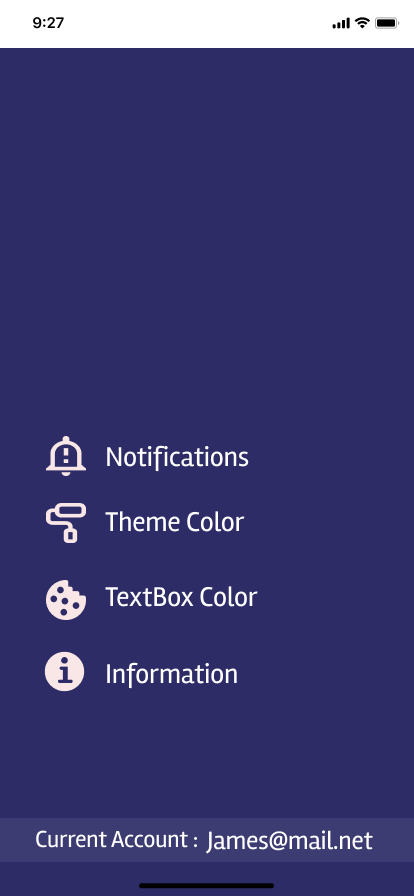 9:27
Notifications
Theme Color
TextBox Color
Information
Current Account : James@mail.net